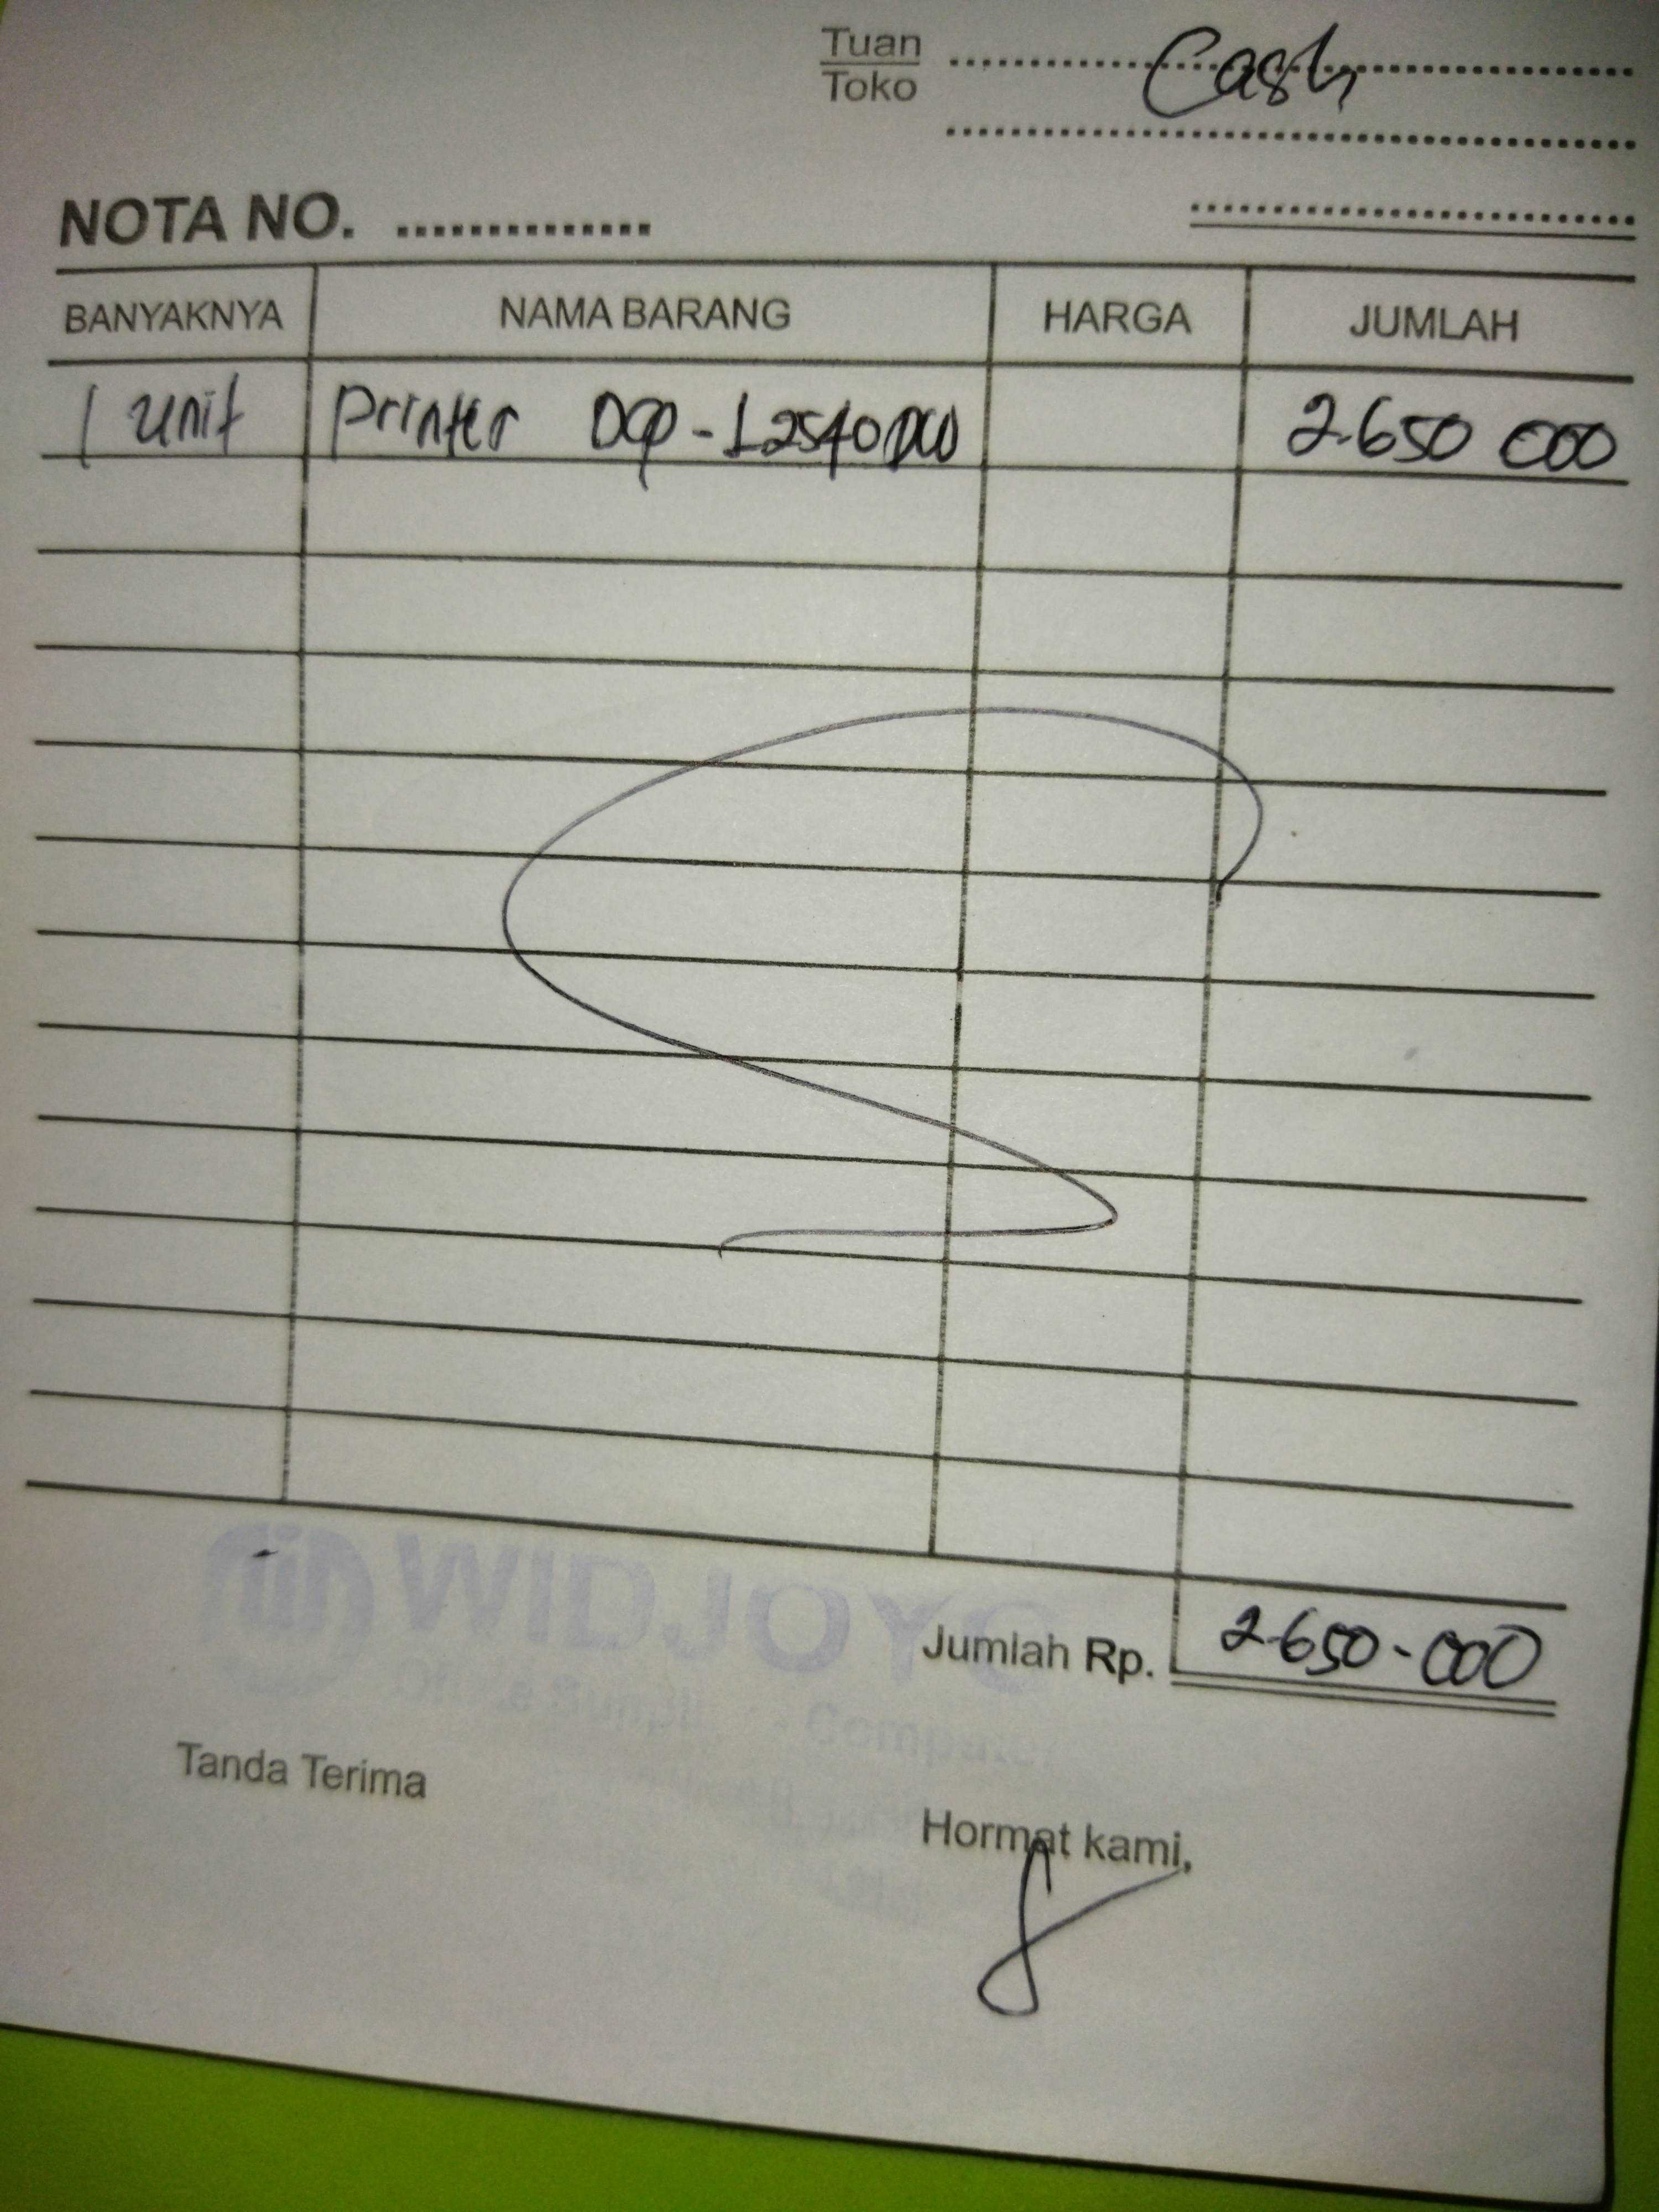 Tuan
Toko
Cash
NOTA NO. ..............
BANYAKNYA NAMA BARANG HARGA JUMLAH
1 unit Printer DCP-L2540DW 2.650 000
WIDJOYO
Jumlah Rp. 2.650.000
Tanda Terima
Hormat kami,